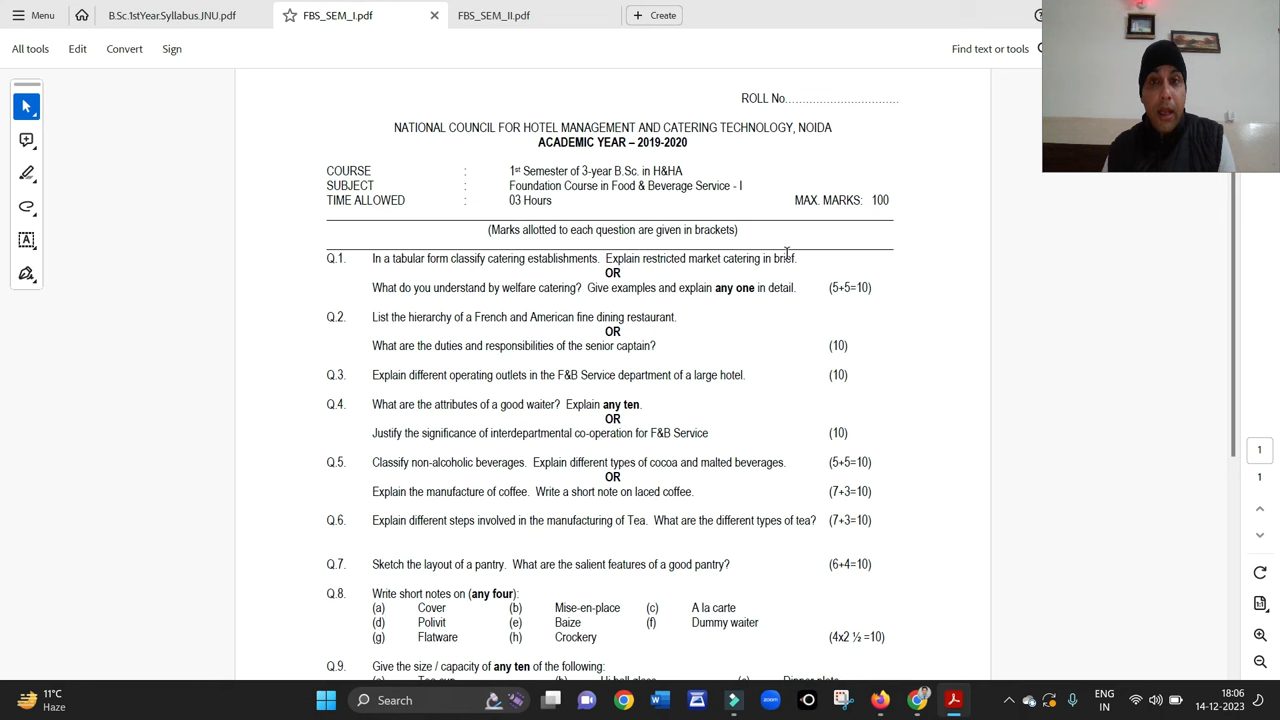 Menu B.Sc.1stYear.Syllabus.JNU.pdf FBS_SEM_I.pdf FBS_SEM_II.pdf Create
All tools Edit Convert Sign Find text or tools
ROLL No.................................
NATIONAL COUNCIL FOR HOTEL MANAGEMENT AND CATERING TECHNOLOGY, NOIDA
ACADEMIC YEAR – 2019-2020
COURSE : 1st Semester of 3-year B.Sc. in H&HA
SUBJECT : Foundation Course in Food & Beverage Service - I
TIME ALLOWED : 03 Hours MAX. MARKS: 100
(Marks allotted to each question are given in brackets)
Q.1. In a tabular form classify catering establishments. Explain restricted market catering in brief.
OR
What do you understand by welfare catering? Give examples and explain any one in detail. (5+5=10)
Q.2. List the hierarchy of a French and American fine dining restaurant.
OR
What are the duties and responsibilities of the senior captain? (10)
Q.3. Explain different operating outlets in the F&B Service department of a large hotel. (10)
Q.4. What are the attributes of a good waiter? Explain any ten.
OR
Justify the significance of interdepartmental co-operation for F&B Service (10)
Q.5. Classify non-alcoholic beverages. Explain different types of cocoa and malted beverages. (5+5=10)
OR
Explain the manufacture of coffee. Write a short note on laced coffee. (7+3=10)
Q.6. Explain different steps involved in the manufacturing of Tea. What are the different types of tea? (7+3=10)
Q.7. Sketch the layout of a pantry. What are the salient features of a good pantry? (6+4=10)
Q.8. Write short notes on (any four):
(a) Cover (b) Mise-en-place (c) A la carte
(d) Polivit (e) Baize (f) Dummy waiter
(g) Flatware (h) Crockery (4x2 ½ =10)
Q.9. Give the size / capacity of any ten of the following:
(a) Tea cup (b) Hi ball glass (c) Dinner plate
1
1
11°C
Haze
Search
ENG
IN
18:06
14-12-2023